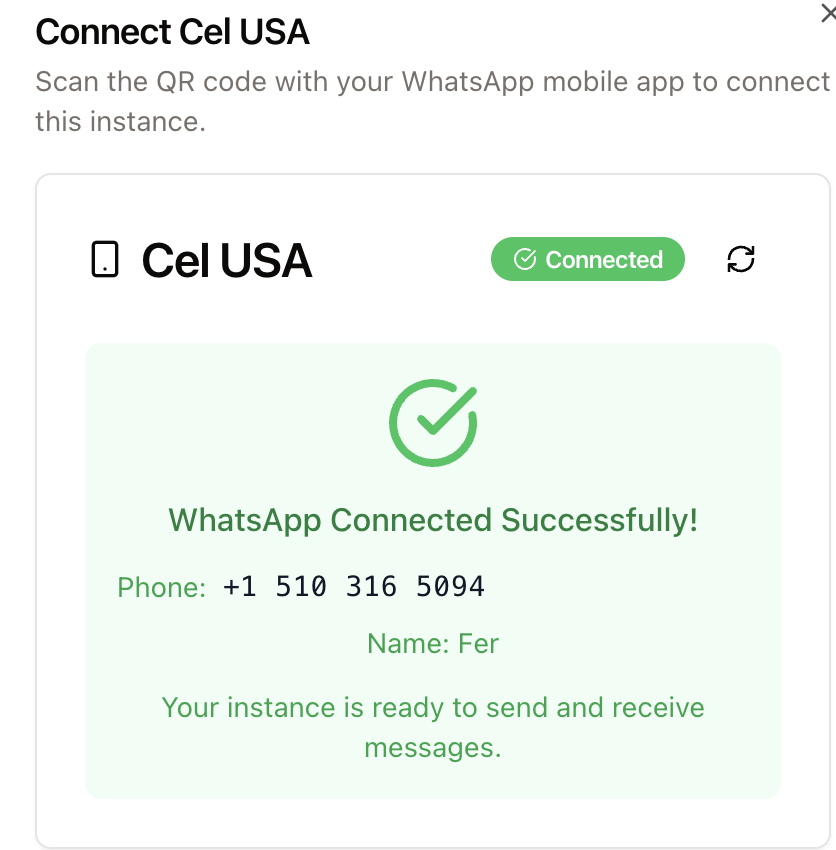 Connect Cel USA
Scan the QR code with your WhatsApp mobile app to connect
this instance.
Cel USA
Connected
WhatsApp Connected Successfully!
Phone: +1 510 316 5094
Name: Fer
Your instance is ready to send and receive
messages.